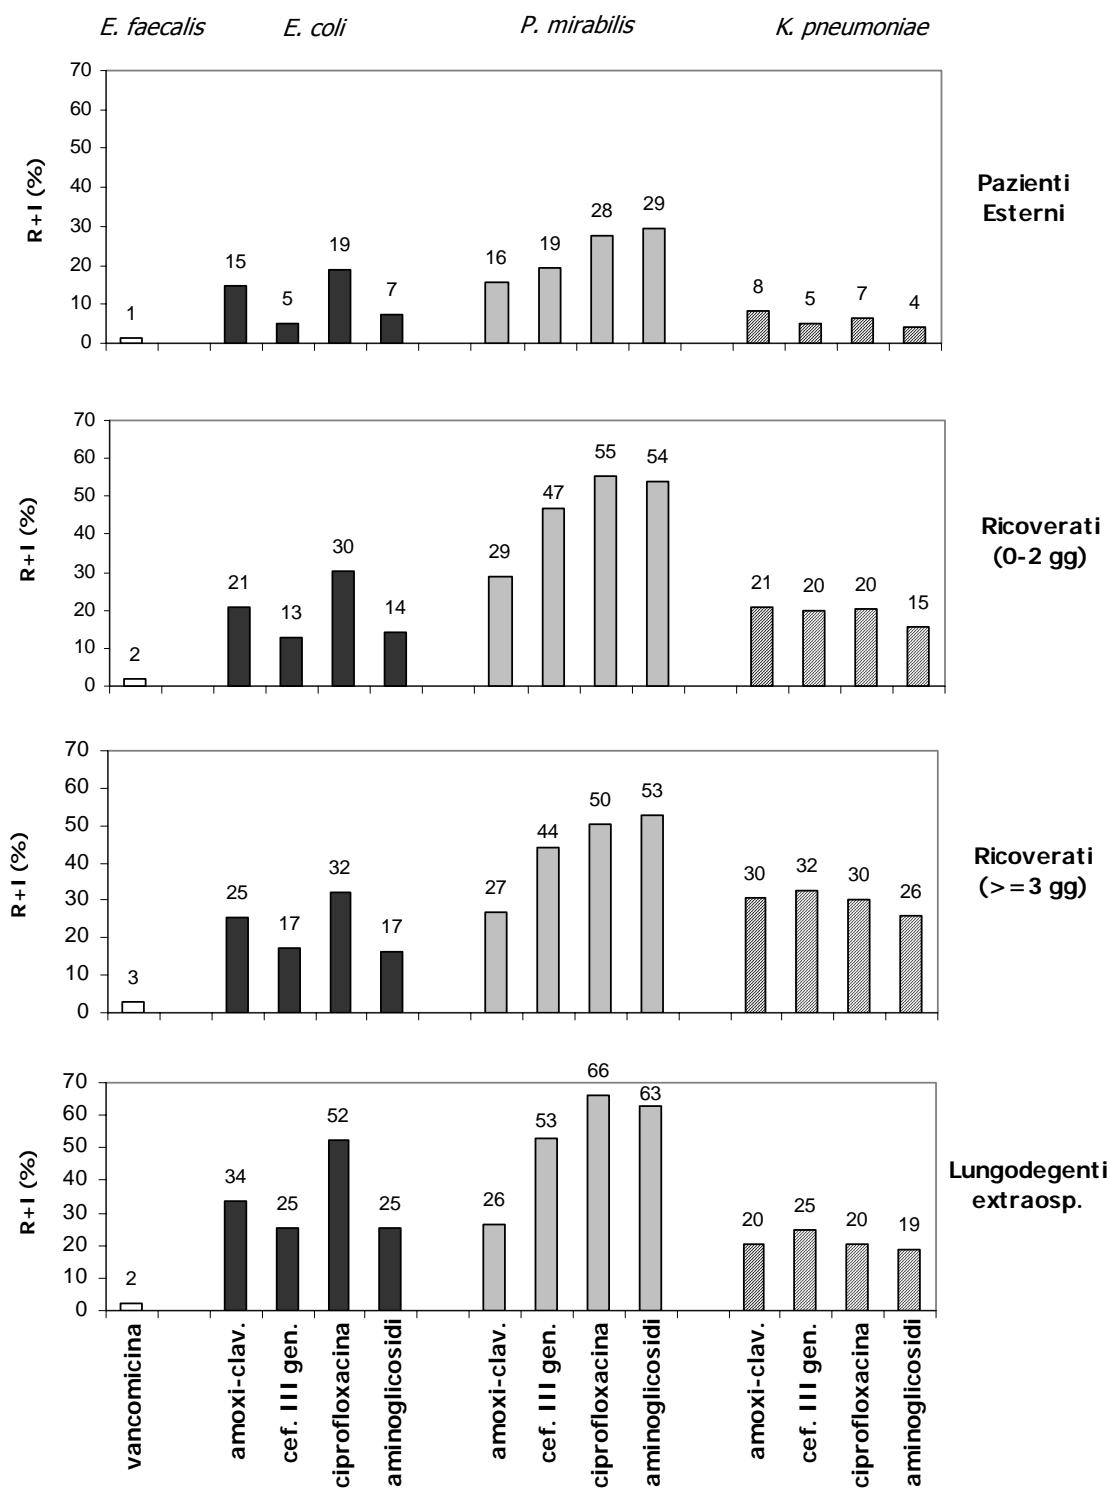 E. faecalis E. coli P. mirabilis K. pneumoniae
70
60
50
40
30
20
10
0
R+I (%)
1 15 5 19 7 16 19 28 29 8 5 7 4
Pazienti
Esterni
70
60
50
40
30
20
10
0
R+I (%)
2 21 13 30 14 29 47 55 54 21 20 20 15
Ricoverati
(0-2 gg)
70
60
50
40
30
20
10
0
R+I (%)
3 25 17 32 17 27 44 50 53 30 32 30 26
Ricoverati
(>=3 gg)
70
60
50
40
30
20
10
0
R+I (%)
2 34 25 52 25 26 53 66 63 20 25 20 19
Lungodegenti
extraosp.
vancomicina
amoxi-clav.
cef. III gen.
ciprofloxacina
aminoglicosidi
amoxi-clav.
cef. III gen.
ciprofloxacina
aminoglicosidi
amoxi-clav.
cef. III gen.
ciprofloxacina
aminoglicosidi